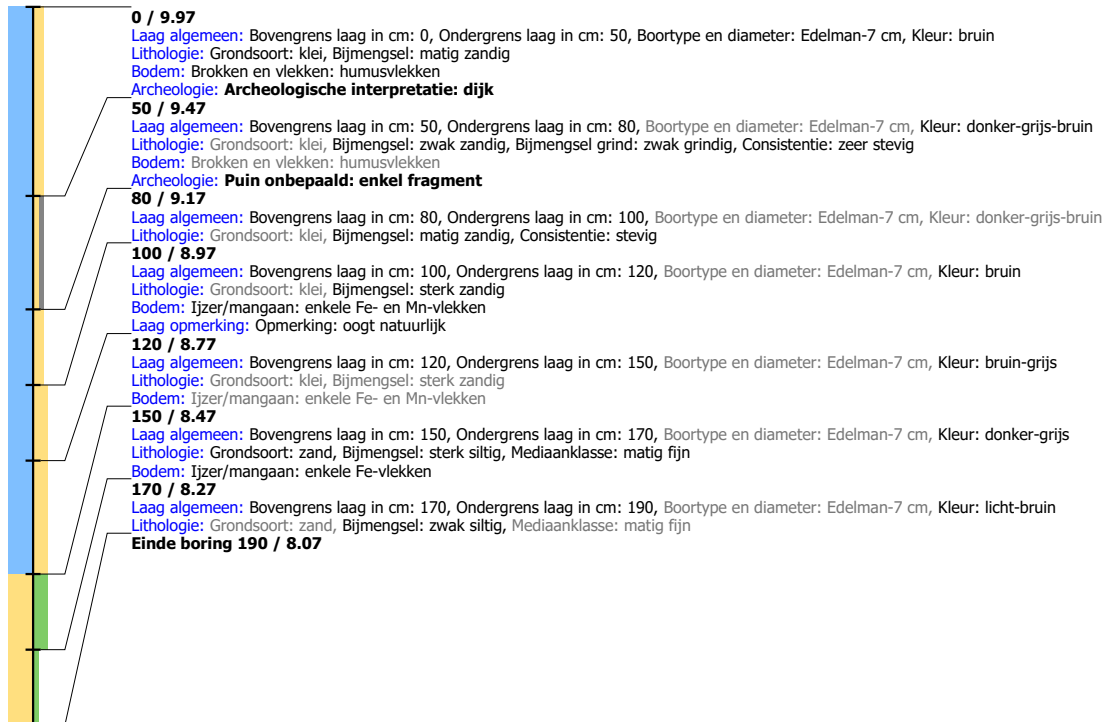 0 / 9.97
Laag algemeen: Bovengrens laag in cm: 0, Ondergrens laag in cm: 50, Boortype en diameter: Edelman-7 cm, Kleur: bruin
Lithologie: Grondsoort: klei, Bijmengsel: matig zandig
Bodem: Brokken en vlekken: humusvlekken
Archeologie: Archeologische interpretatie: dijk
50 / 9.47
Laag algemeen: Bovengrens laag in cm: 50, Ondergrens laag in cm: 80, Boortype en diameter: Edelman-7 cm, Kleur: donker-grijs-bruin
Lithologie: Grondsoort: klei, Bijmengsel: zwak zandig, Bijmengsel grind: zwak grindig, Consistentie: zeer stevig
Bodem: Brokken en vlekken: humusvlekken
Archeologie: Puin onbepaald: enkel fragment
80 / 9.17
Laag algemeen: Bovengrens laag in cm: 80, Ondergrens laag in cm: 100, Boortype en diameter: Edelman-7 cm, Kleur: donker-grijs-bruin
Lithologie: Grondsoort: klei, Bijmengsel: matig zandig, Consistentie: stevig
100 / 8.97
Laag algemeen: Bovengrens laag in cm: 100, Ondergrens laag in cm: 120, Boortype en diameter: Edelman-7 cm, Kleur: bruin
Lithologie: Grondsoort: klei, Bijmengsel: sterk zandig
Bodem: Ijzer/mangaan: enkele Fe- en Mn-vlekken
Laag opmerking: Opmerking: oogt natuurlijk
120 / 8.77
Laag algemeen: Bovengrens laag in cm: 120, Ondergrens laag in cm: 150, Boortype en diameter: Edelman-7 cm, Kleur: bruin-grijs
Lithologie: Grondsoort: klei, Bijmengsel: sterk zandig
Bodem: Ijzer/mangaan: enkele Fe- en Mn-vlekken
150 / 8.47
Laag algemeen: Bovengrens laag in cm: 150, Ondergrens laag in cm: 170, Boortype en diameter: Edelman-7 cm, Kleur: donker-grijs
Lithologie: Grondsoort: zand, Bijmengsel: sterk siltig, Mediaanklasse: matig fijn
Bodem: Ijzer/mangaan: enkele Fe-vlekken
170 / 8.27
Laag algemeen: Bovengrens laag in cm: 170, Ondergrens laag in cm: 190, Boortype en diameter: Edelman-7 cm, Kleur: licht-bruin
Lithologie: Grondsoort: zand, Bijmengsel: zwak siltig, Mediaanklasse: matig fijn
Einde boring 190 / 8.07